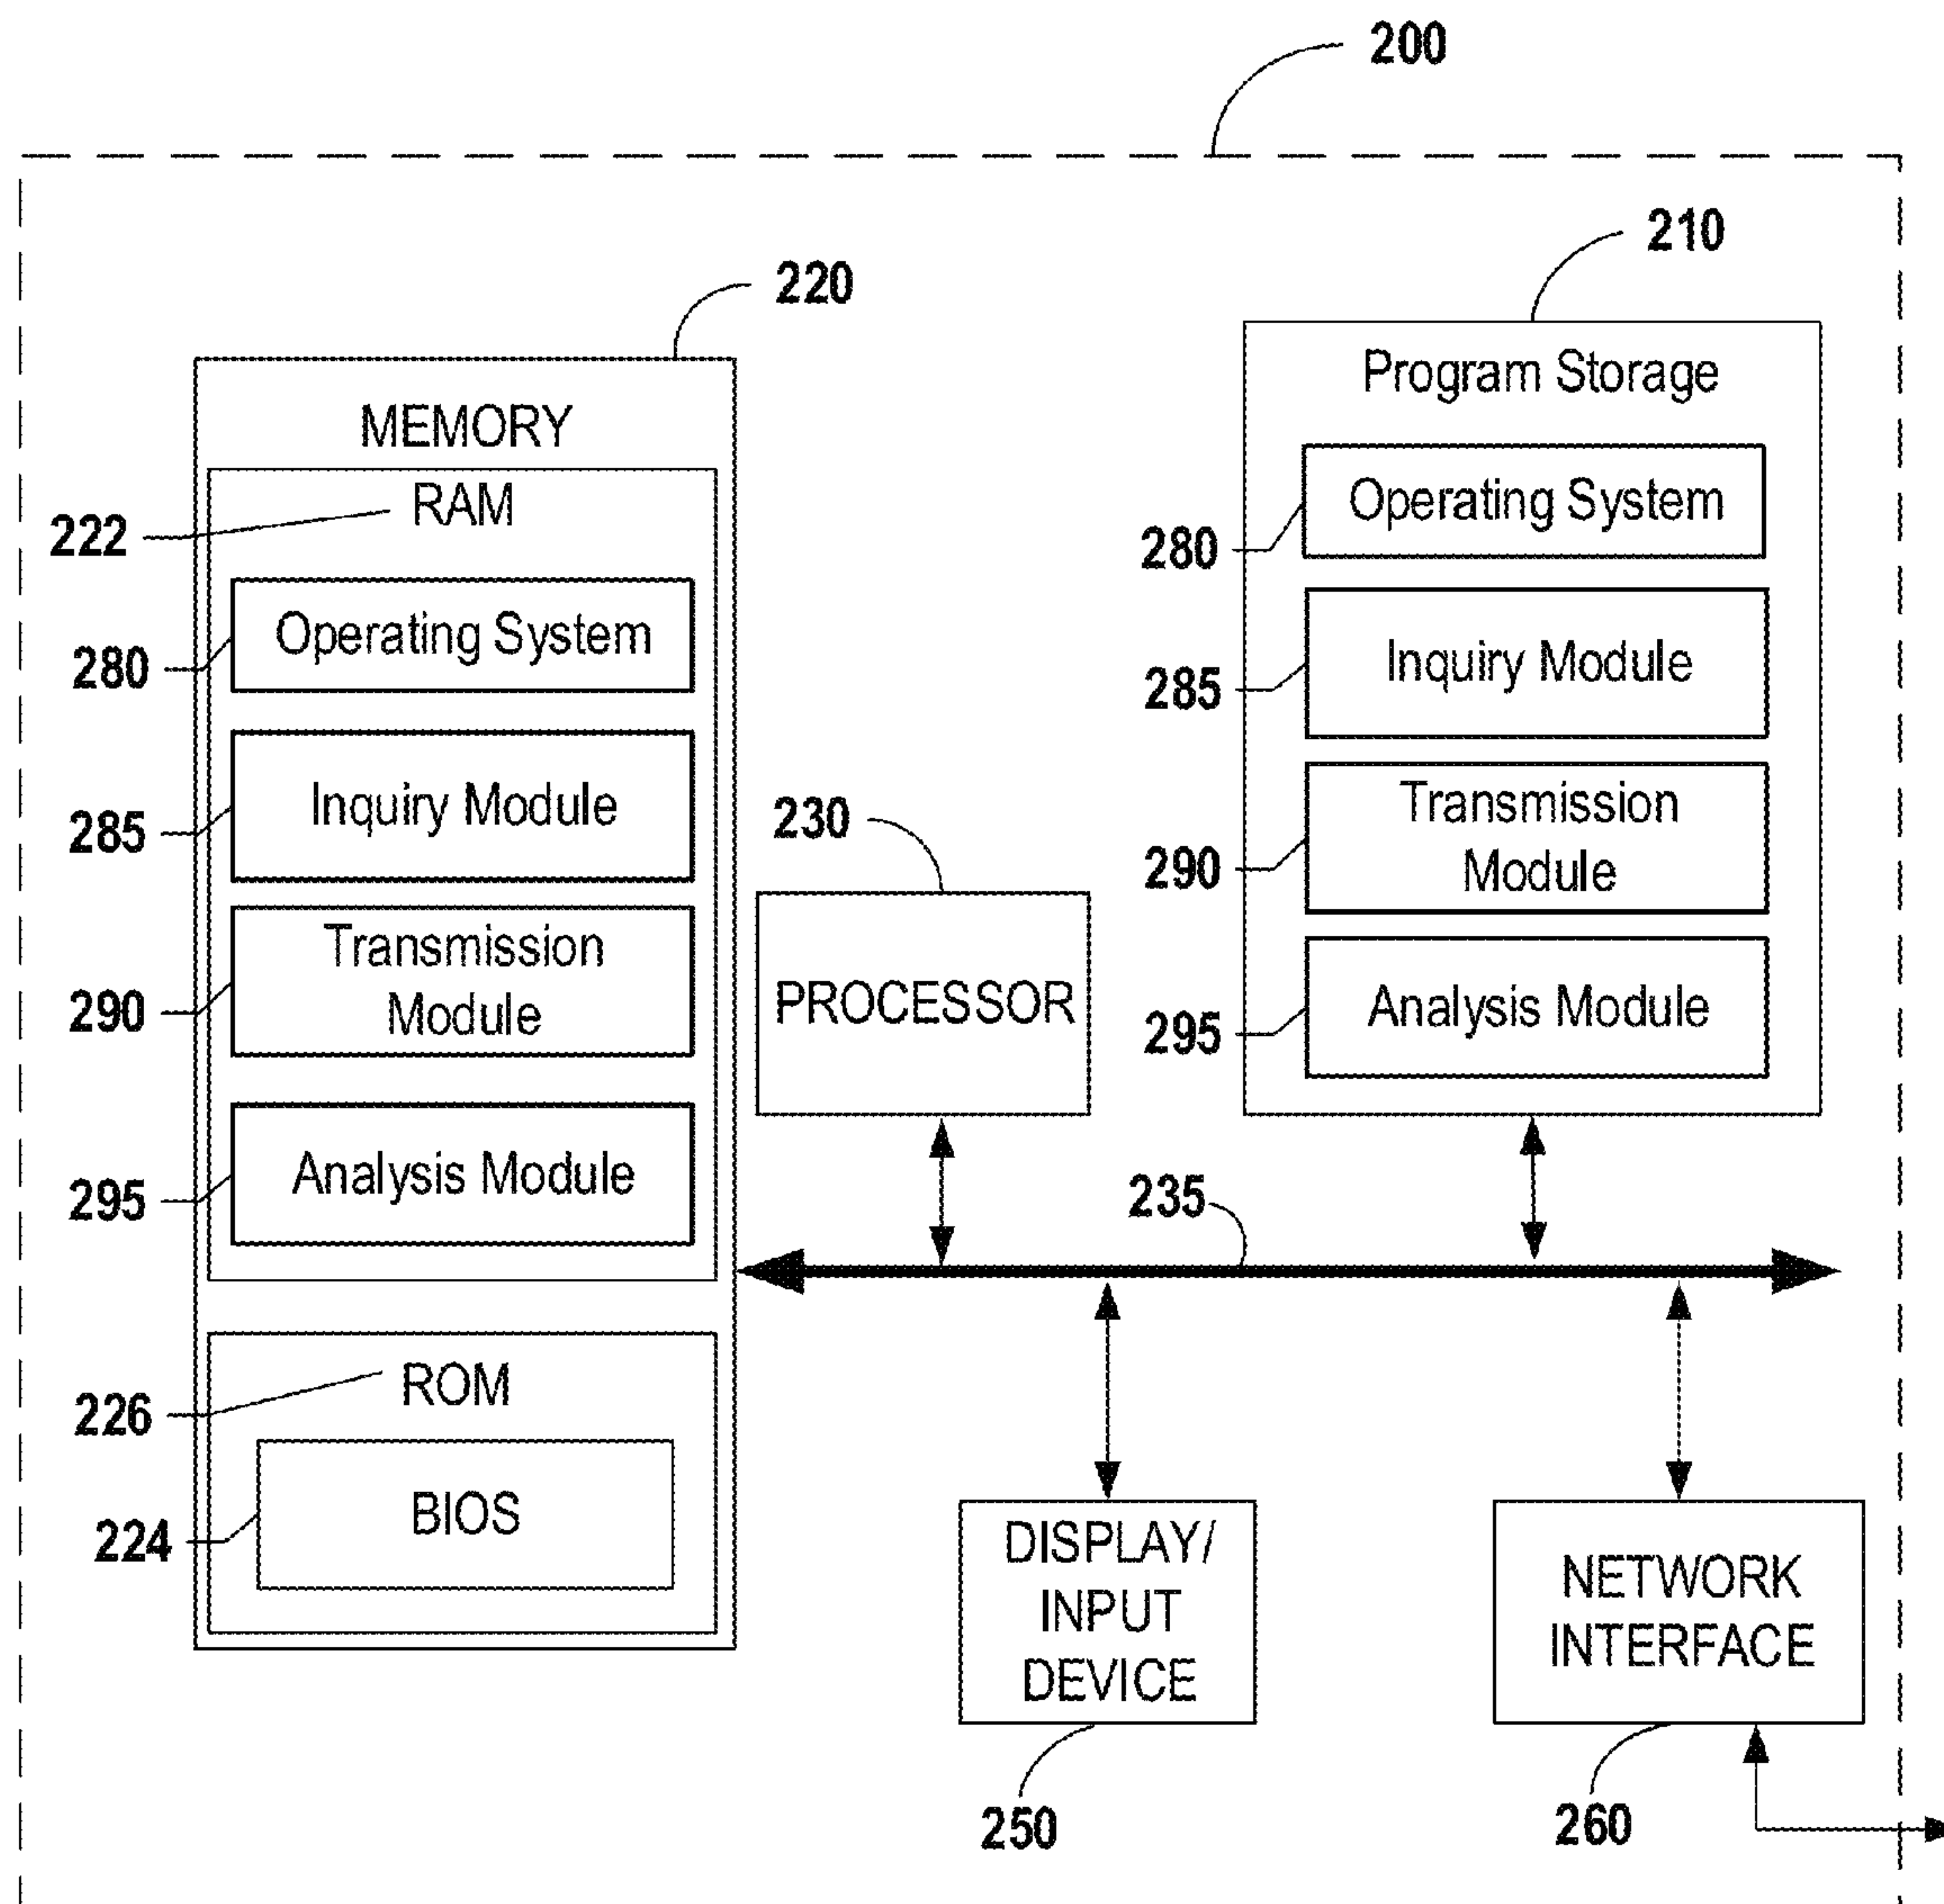 200
210
220
Program Storage
MEMORY
RAM
222
Operating System
280
Operating System
280
Inquiry Module
285
Inquiry Module
285
Transmission
Module
290
230
Transmission
Module
290
PROCESSOR
Analysis Module
295
Analysis Module
295
235
ROM
226
BIOS
224
DISPLAY/
INPUT
DEVICE
NETWORK
INTERFACE
250
260